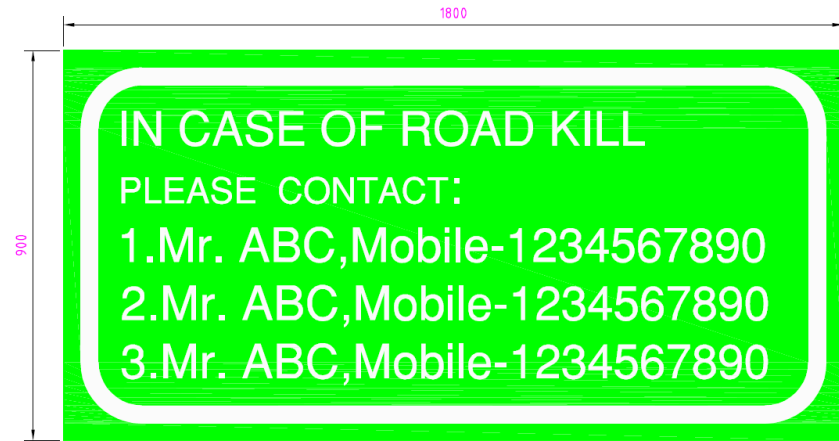 1800
900
IN CASE OF ROAD KILL
PLEASE CONTACT:
1.Mr. ABC,Mobile-1234567890
2.Mr. ABC,Mobile-1234567890
3.Mr. ABC,Mobile-1234567890